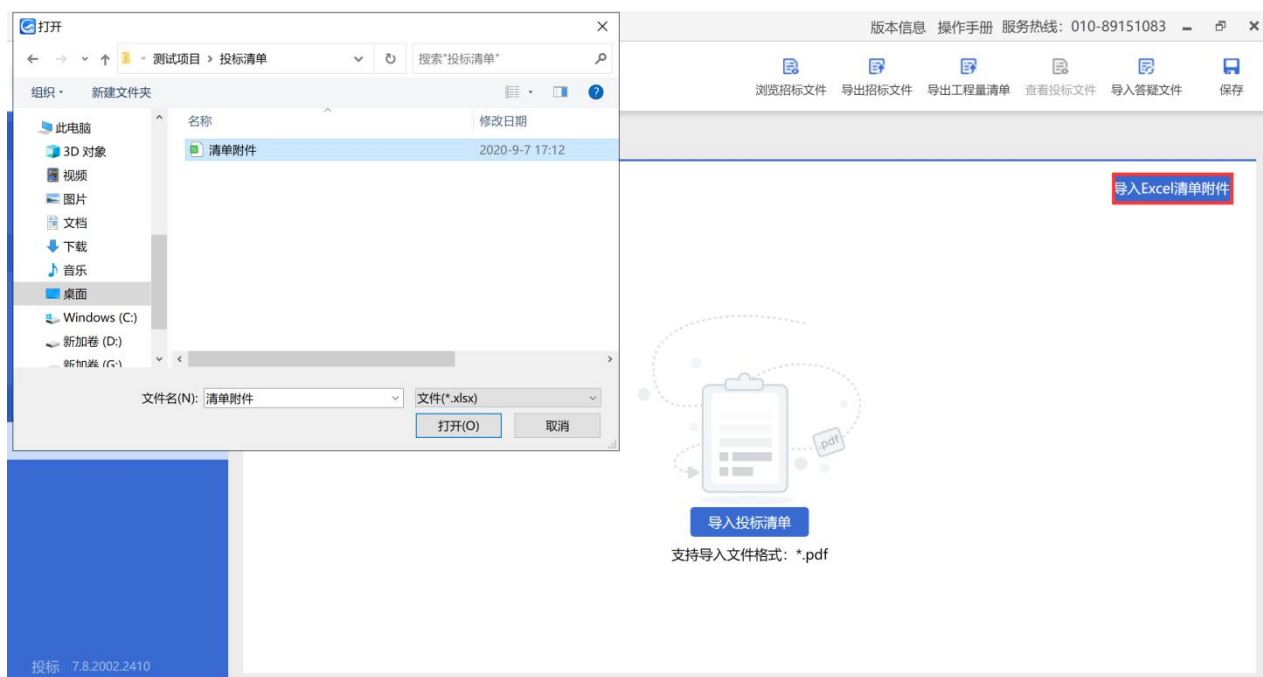 打开
版本信息 操作手册 服务热线：010-89151083
测试项目 › 投标清单
搜索"投标清单"
浏览招标文件 导出招标文件 导出工程量清单 查看投标文件 导入答疑文件 保存
组织 新建文件夹
名称 修改日期
此电脑
清单附件 2020-9-7 17:12
3D 对象
视频
图片
文档
下载
音乐
桌面
Windows (C:)
新加卷 (D:)
新加卷 (G:)
导入Excel清单附件
文件名(N): 清单附件 文件(*.xlsx)
打开(O) 取消
.pdf
导入投标清单
支持导入文件格式：*.pdf
投标 7.8.2002.2410